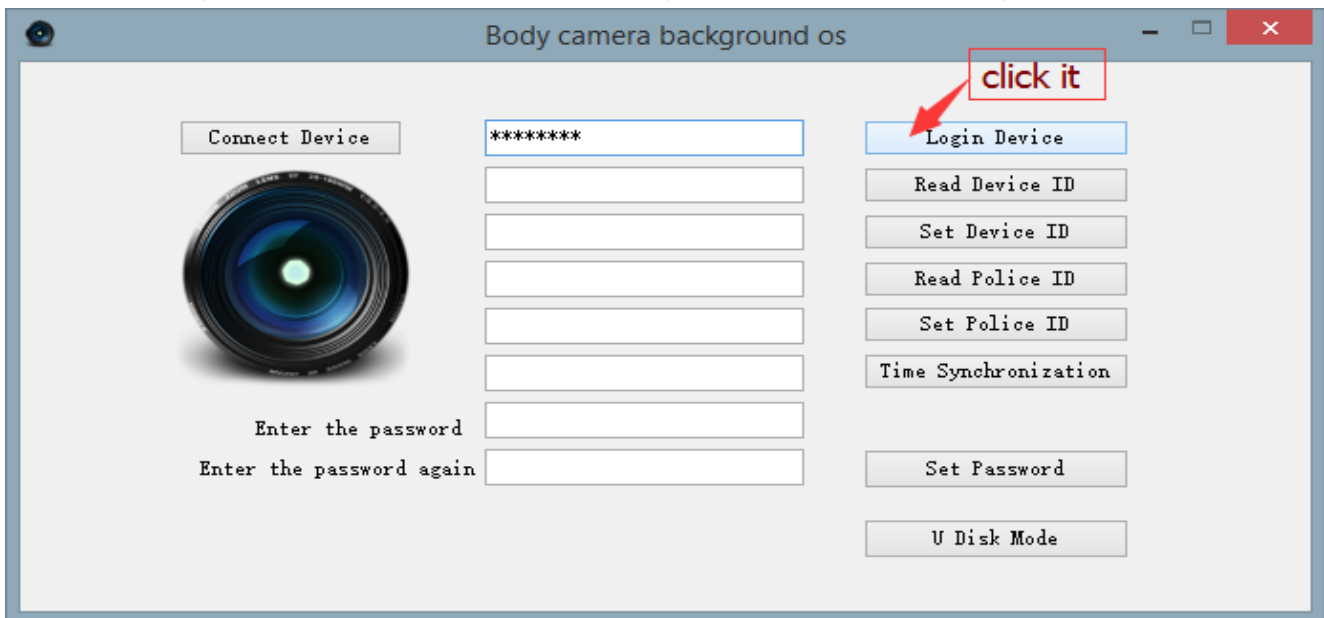 Body camera background os
click it
Connect Device
********
Login Device
Read Device ID
Set Device ID
Read Police ID
Set Police ID
Time Synchronization
Enter the password
Enter the password again
Set Password
U Disk Mode